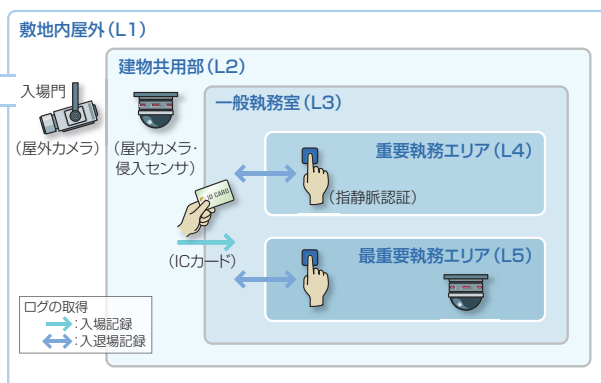 敷地内屋外(L1)
建物共用部(L2)
入場門
一般執務室(L3)
(屋外カメラ)
(屋内カメラ・
侵入センサ)
重要執務エリア(L4)
(指静脈認証)
ID CARD
(ICカード)
最重要執務エリア(L5)
ログの取得
:入場記録
:入退場記録